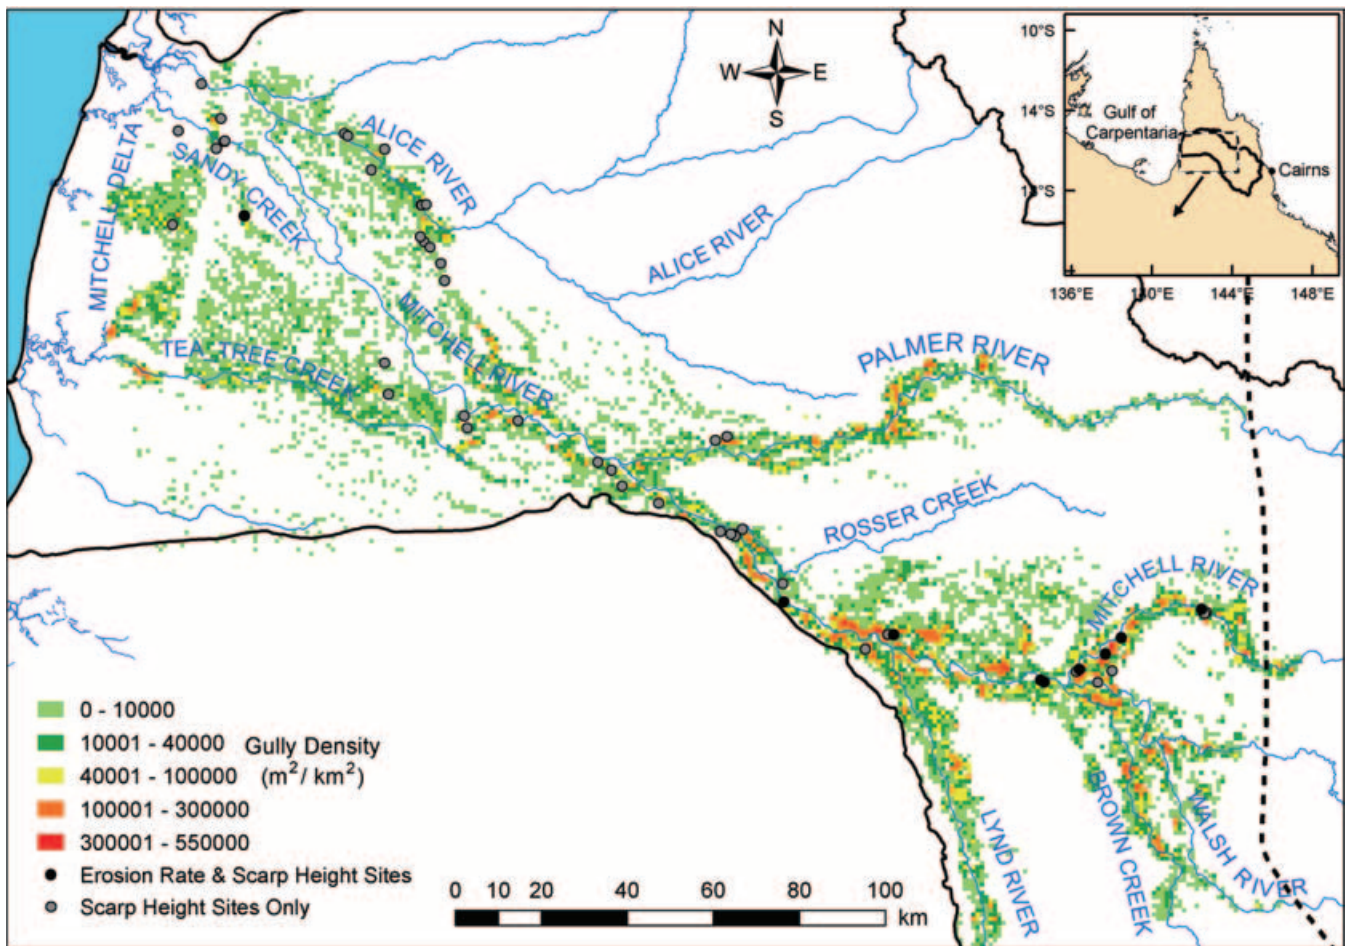 N
W E
S
10°S
14°S
18°S
Gulf of
Carpentaria
Cairns
136°E 140°E 144°E 148°E
ALICE RIVER
MITCHELL DELTA
SANDY CREEK
ALICE RIVER
MITCHELL RIVER
TEA TREE CREEK
PALMER RIVER
ROSSER CREEK
MITCHELL RIVER
LYND RIVER
BROWN CREEK
WALSH RIVER
0 - 10000
10001 - 40000
40001 - 100000
100001 - 300000
300001 - 550000
Gully Density
(m²/ km²)
Erosion Rate & Scarp Height Sites
Scarp Height Sites Only
0 10 20 40 60 80 100
km